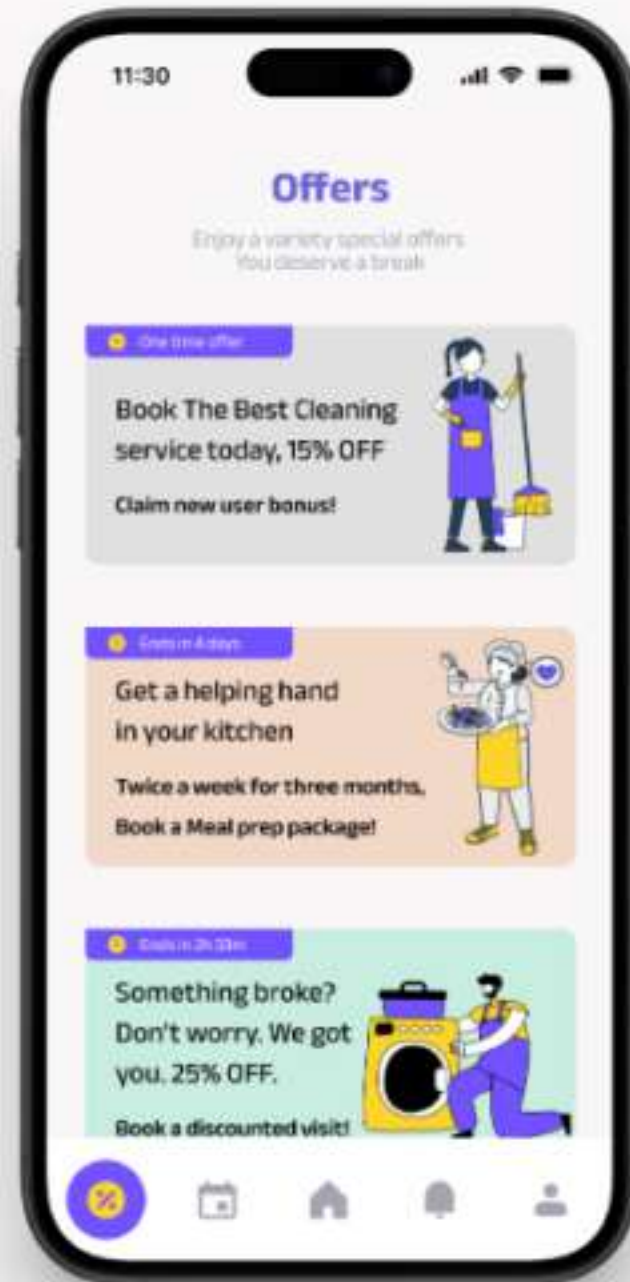 11:30
Offers
Enjoy a variety special offers
You deserve a break
One time offer
Book The Best Cleaning
service today, 15% OFF
Claim new user bonus!
Ends in 4 days
Get a helping hand
in your kitchen
Twice a week for three months,
Book a Meal prep package!
Ends in
Something broke?
Don't worry. We got
you. 25% OFF.
Book a discounted visit!